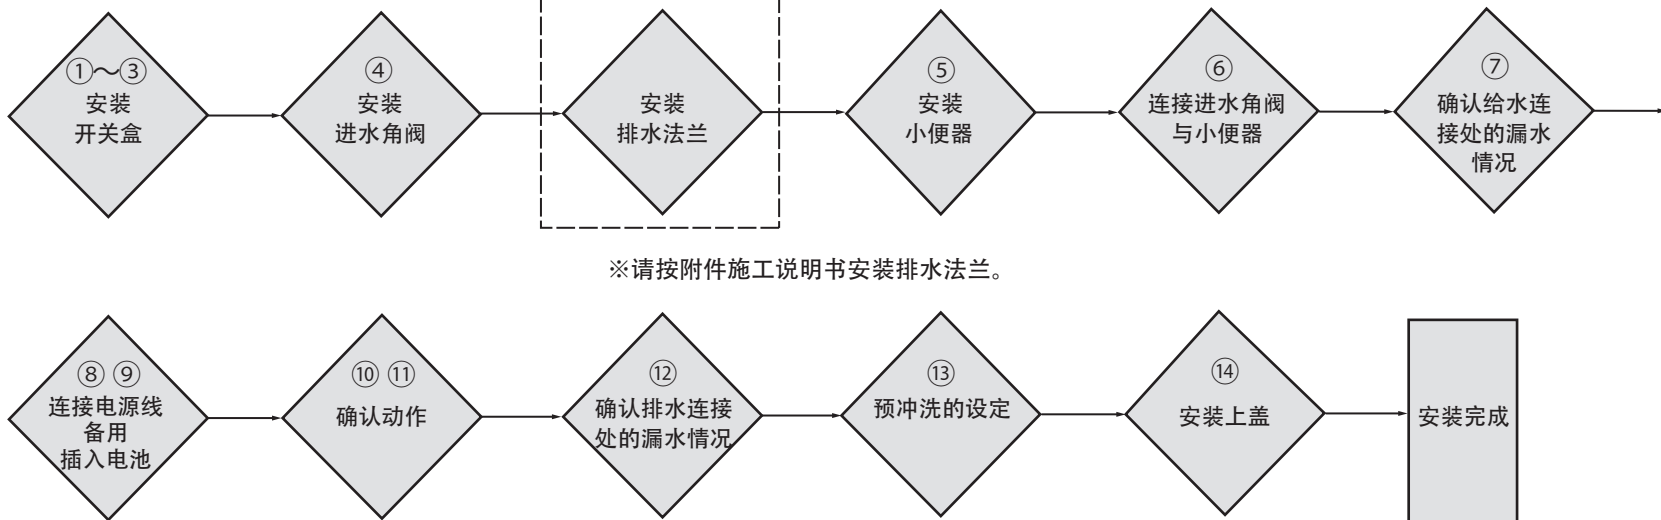 ①～③
安装
开关盒
④
安装
进水角阀
安装
排水法兰
⑤
安装
小便器
⑥
连接进水角阀
与小便器
⑦
确认给水连
接处的漏水
情况
※请按附件施工说明书安装排水法兰。
⑧ ⑨
连接电源线
备用
插入电池
⑩ ⑪
确认动作
⑫
确认排水连接
处的漏水情况
⑬
预冲洗的设定
⑭
安装上盖
安装完成